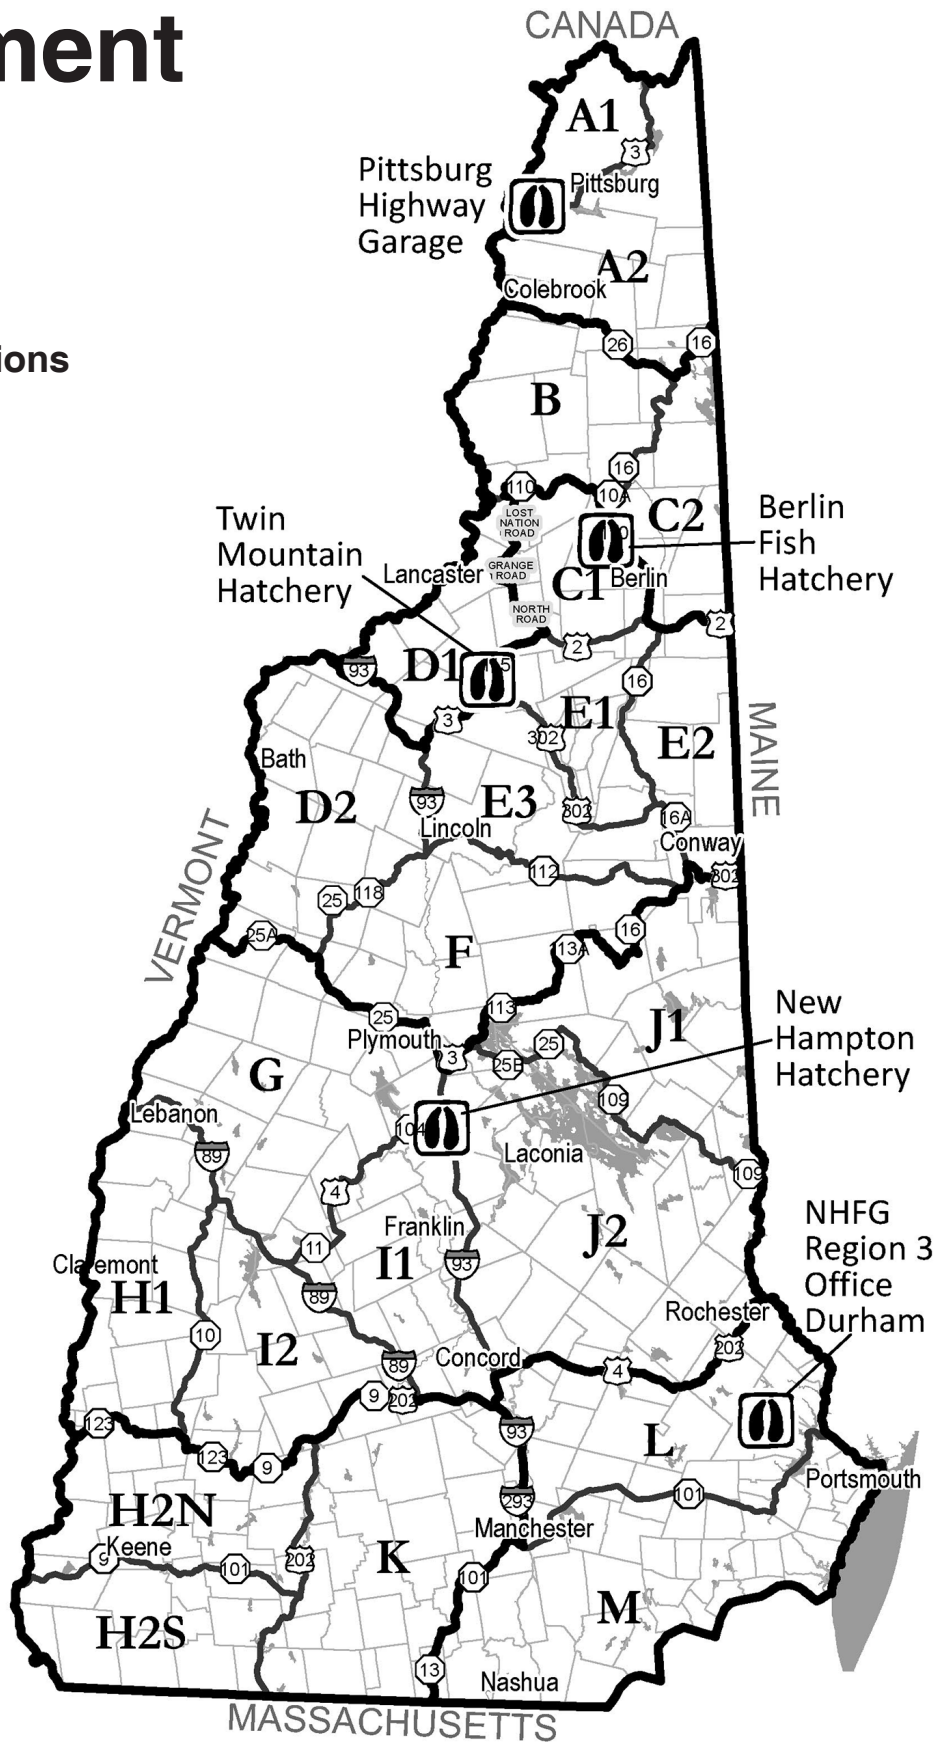 ment
CANADA
A1
3
Pittsburg
Highway
Garage
Pittsburg
A2
Colebrook
26
16
ions
B
16
110
10A
LOST
NATION
ROAD
C2
Berlin
Fish
Hatchery
Twin
Mountain
Hatchery
GRANGE
ROAD
Lancaster
C1
Berlin
NORTH
ROAD
2
2
93
D1
16
3
E1
302
E2
MAINE
Bath
93
D2
E3
302
16A
Lincoln
Conway
112
302
118
25
VERMONT
25A
16
113A
F
113
25
Plymouth
3
25B
25
J1
New
Hampton
Hatchery
G
109
Lebanon
104
89
Laconia
109
4
Franklin
J2
NHFG
Region 3
Office
Durham
11
I1
93
Claremont
H1
89
Rochester
10
I2
202
Concord
89
4
9
202
123
93
L
123
9
Portsmouth
293
101
H2N
Manchester
Keene
9
101
202
K
101
M
H2S
13
Nashua
MASSACHUSETTS